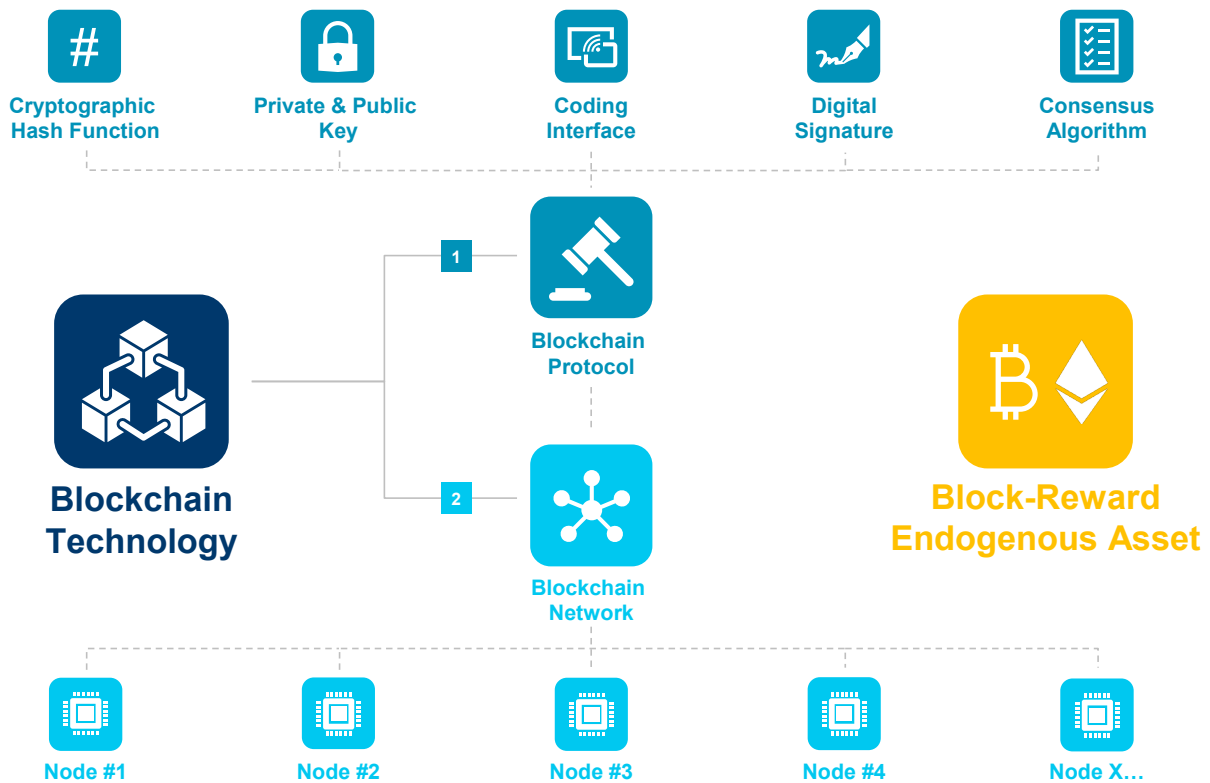 #
Cryptographic
Hash Function
Private & Public
Key
Coding
Interface
Digital
Signature
Consensus
Algorithm
1
Blockchain
Protocol
Blockchain
Technology
2
Blockchain
Network
Block-Reward
Endogenous Asset
Node #1
Node #2
Node #3
Node #4
Node X…